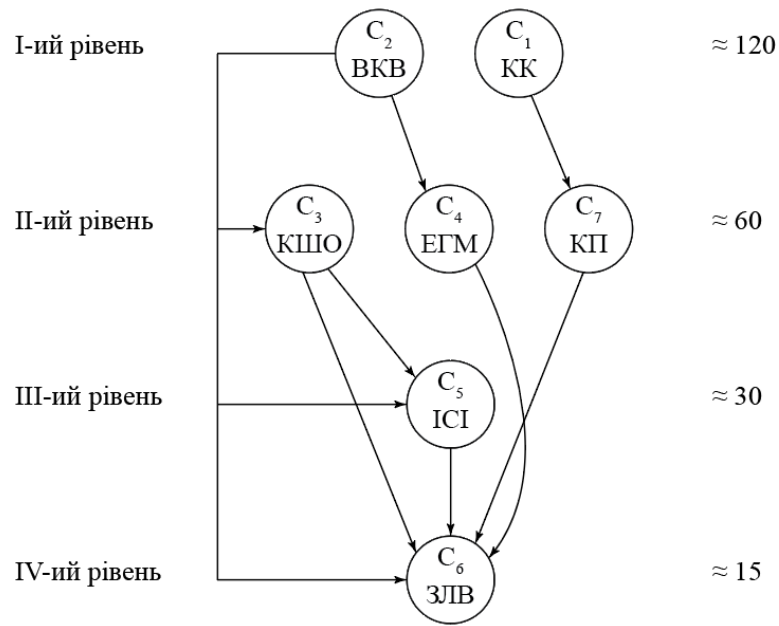 I-ий рівень C₂ ВКВ C₁ КК ≈ 120
II-ий рівень C₃ КШО C₄ ЕГМ C₇ КП ≈ 60
III-ий рівень C₅ ІСІ ≈ 30
IV-ий рівень C₆ ЗЛВ ≈ 15